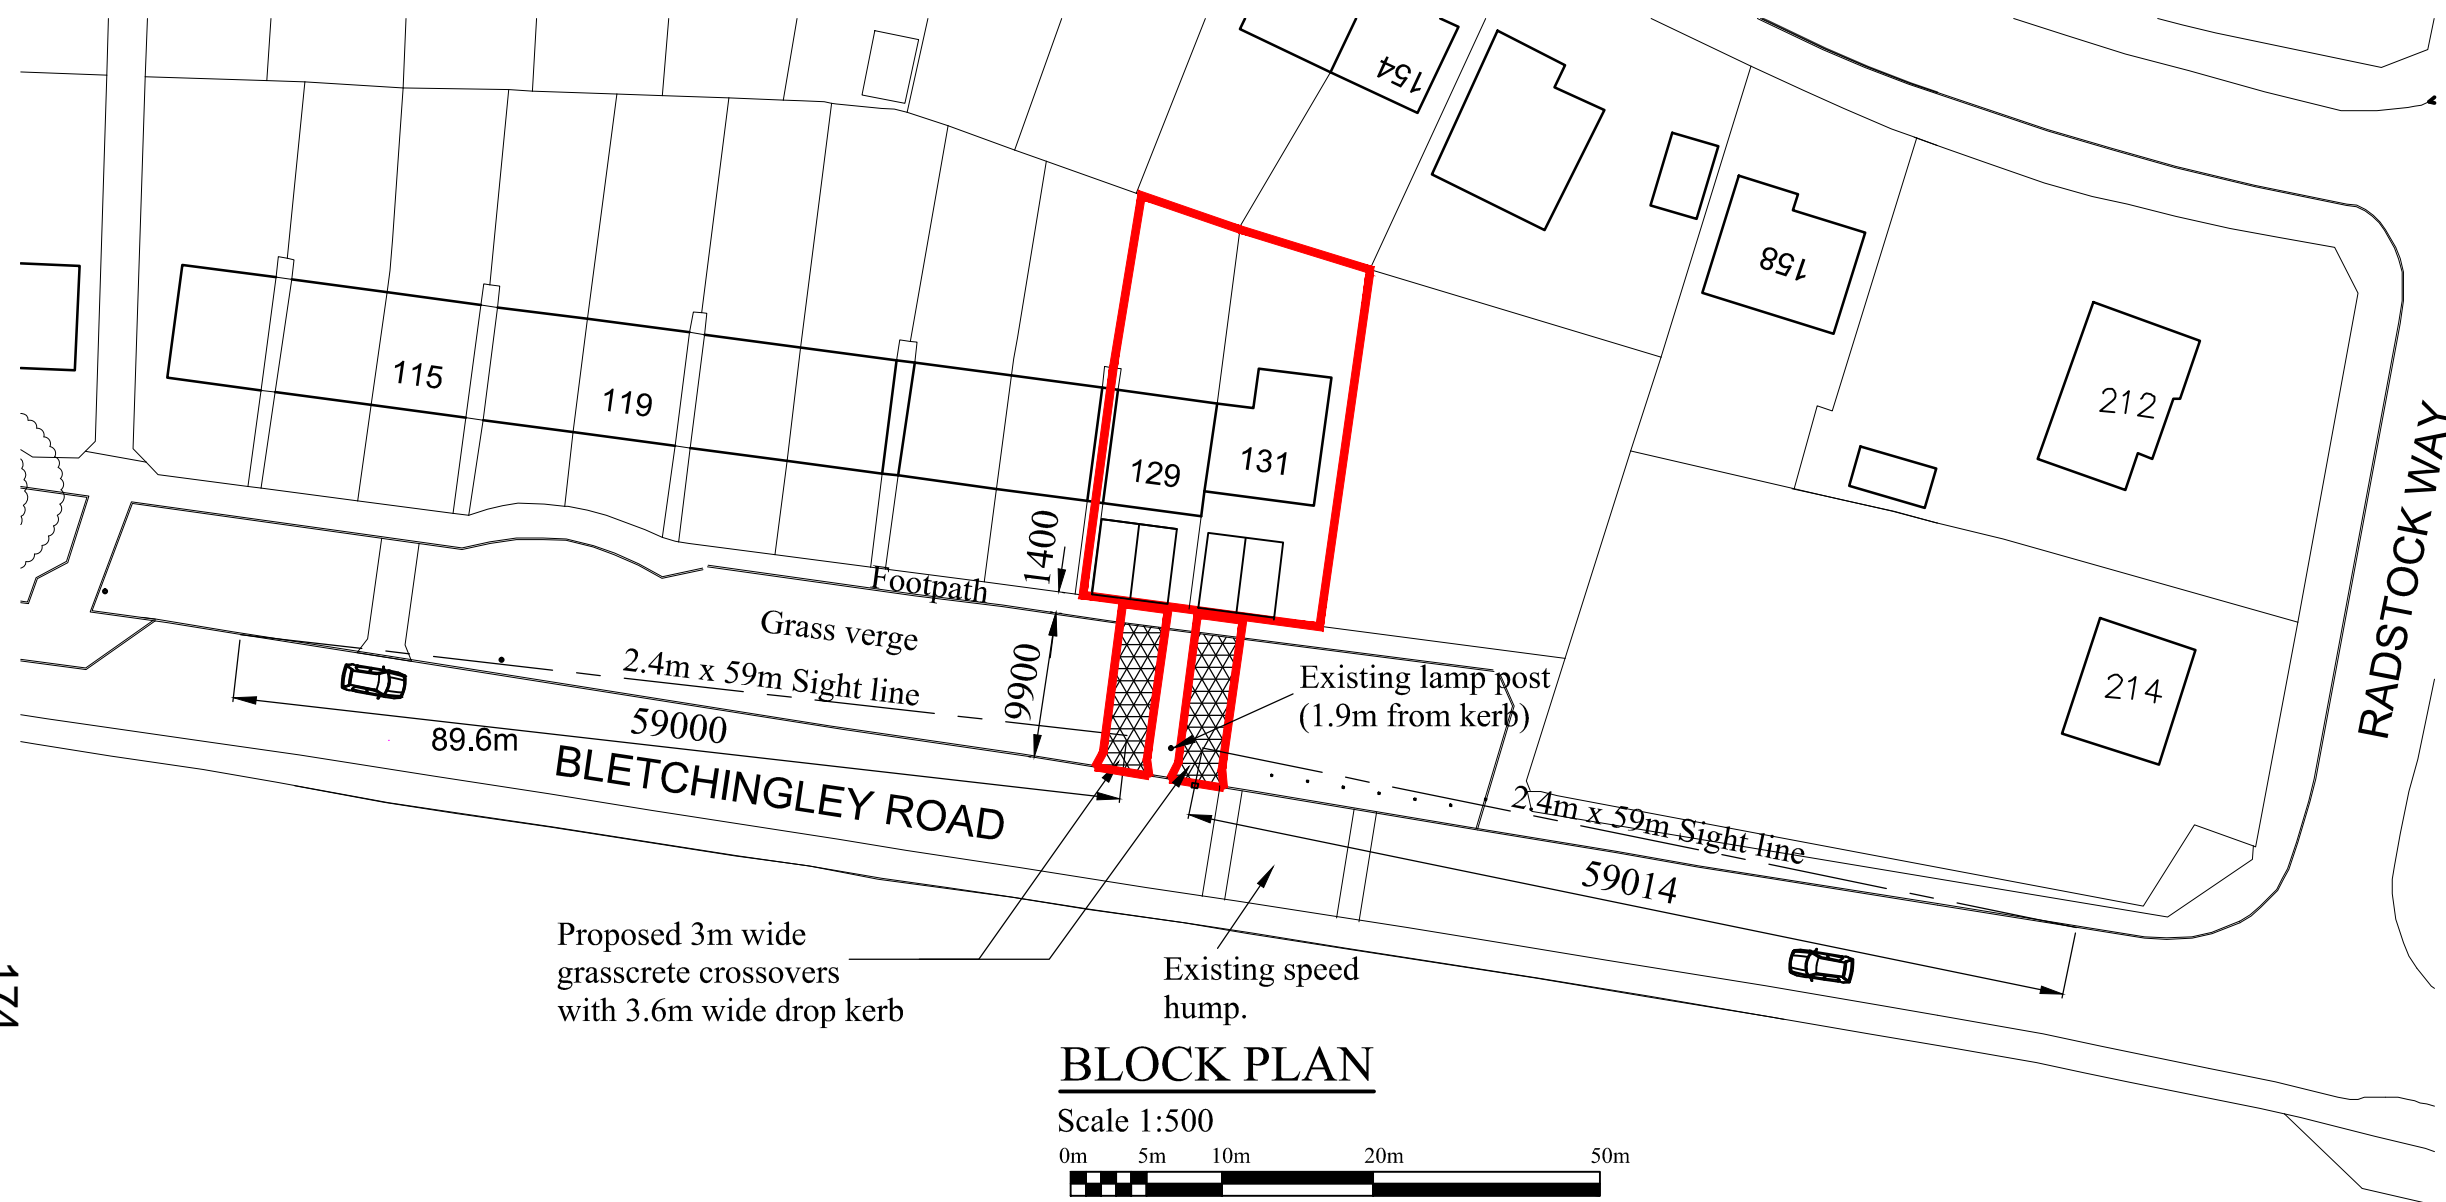 154
158
115
119
129
131
212
214
RADSTOCK WAY
1400
Footpath
Grass verge
2.4m x 59m Sight line
9900
59000
89.6m
BLETCHINGLEY ROAD
Existing lamp post
(1.9m from kerb)
2.4m x 59m Sight line
59014
Proposed 3m wide
grasscrete crossovers
with 3.6m wide drop kerb
Existing speed
hump.
174
BLOCK PLAN
Scale 1:500
0m 5m 10m 20m 50m